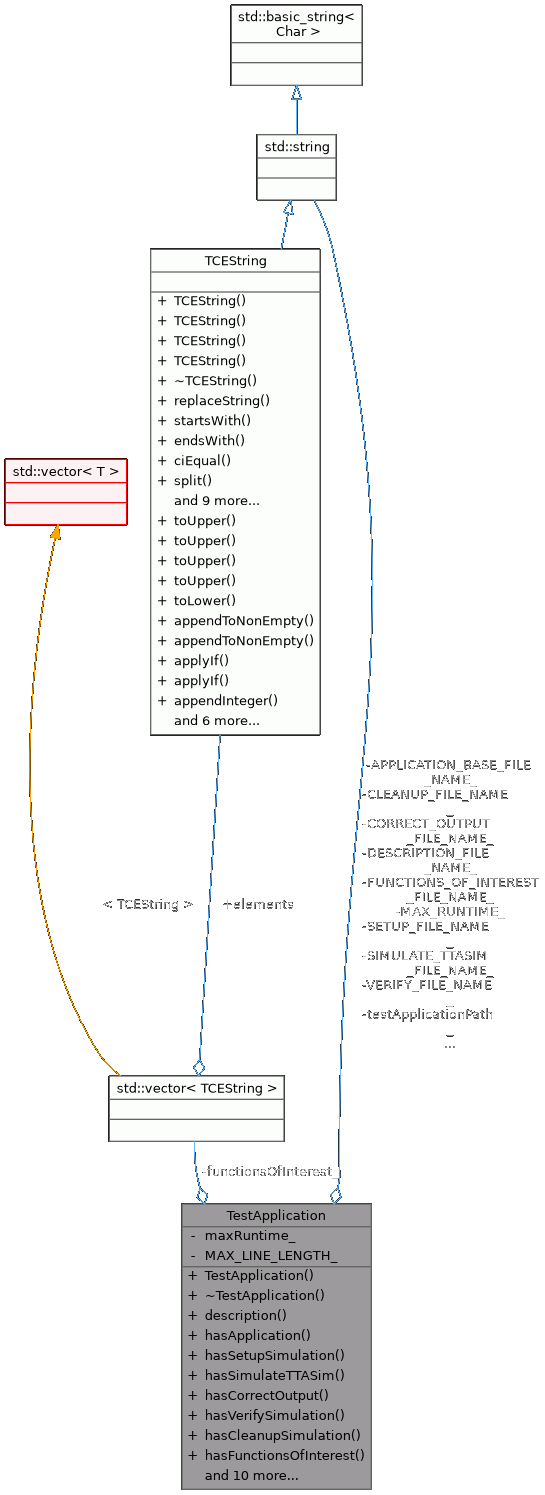 std::basic_string<
Char >
std::string
TCEString
+ TCEString()
+ TCEString()
+ TCEString()
+ TCEString()
+ ~TCEString()
+ replaceString()
+ startsWith()
+ endsWith()
+ ciEqual()
+ split()
and 9 more...
+ toUpper()
+ toUpper()
+ toUpper()
+ toUpper()
+ toLower()
+ appendToNonEmpty()
+ appendToNonEmpty()
+ applyIf()
+ applyIf()
+ appendInteger()
and 6 more...
std::vector< T >
-APPLICATION_BASE_FILE
_NAME_
-CLEANUP_FILE_NAME
_
-CORRECT_OUTPUT
_FILE_NAME_
-DESCRIPTION_FILE
_NAME_
-FUNCTIONS_OF_INTEREST
_FILE_NAME_
-MAX_RUNTIME_
-SETUP_FILE_NAME
_
-SIMULATE_TTASIM
_FILE_NAME_
-VERIFY_FILE_NAME
_
-testApplicationPath
_
...
< TCEString >
+elements
std::vector< TCEString >
-functionsOfInterest_
TestApplication
- maxRuntime_
- MAX_LINE_LENGTH_
+ TestApplication()
+ ~TestApplication()
+ description()
+ hasApplication()
+ hasSetupSimulation()
+ hasSimulateTTASim()
+ hasCorrectOutput()
+ hasVerifySimulation()
+ hasCleanupSimulation()
+ hasFunctionsOfInterest()
and 10 more...